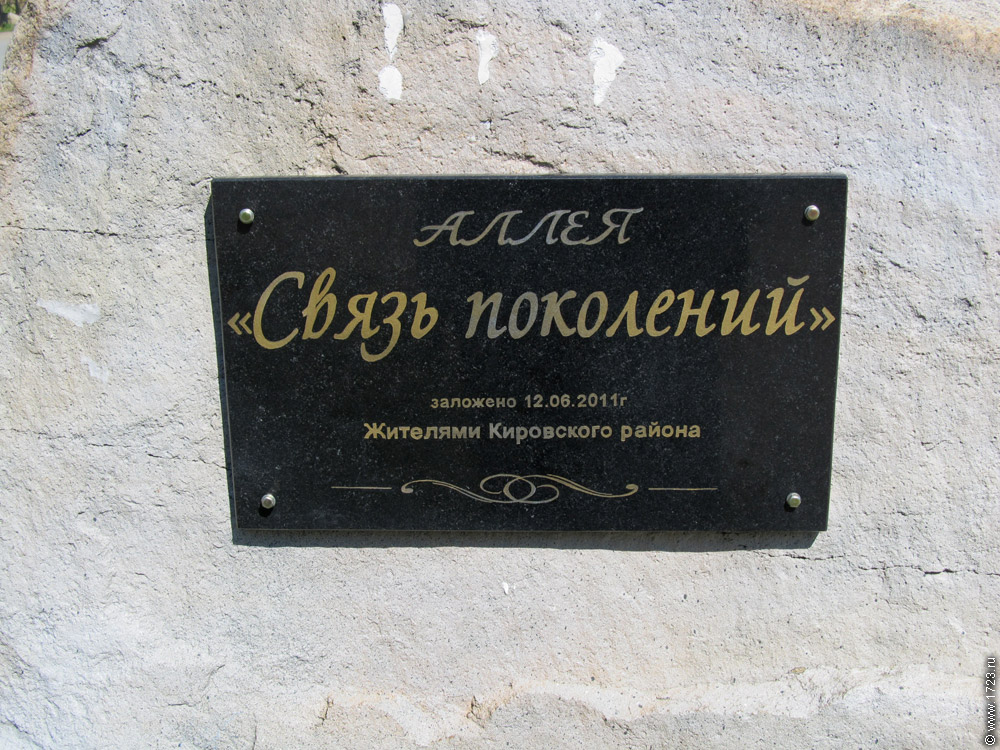 АЛЛЕЯ
«Связь поколений»
заложено 12.06.2011г
Жителями Кировского района
© www.1723.ru